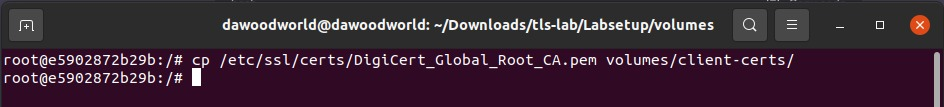 dawoodworld@dawoodworld: ~/Downloads/tls-lab/Labsetup/volumes
root@e5902872b29b:/# cp /etc/ssl/certs/DigiCert_Global_Root_CA.pem volumes/client-certs/
root@e5902872b29b:/#